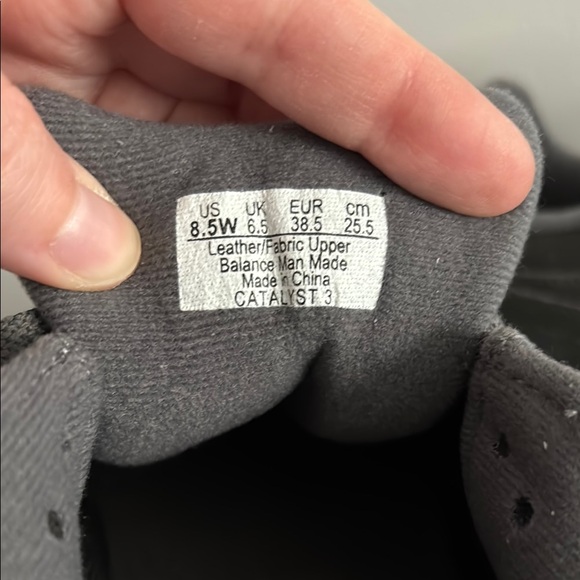 US UK EUR cm
8.5W 6.5 38.5 25.5
Leather/Fabric Upper
Balance Man Made
Made in China
CATALYST 3